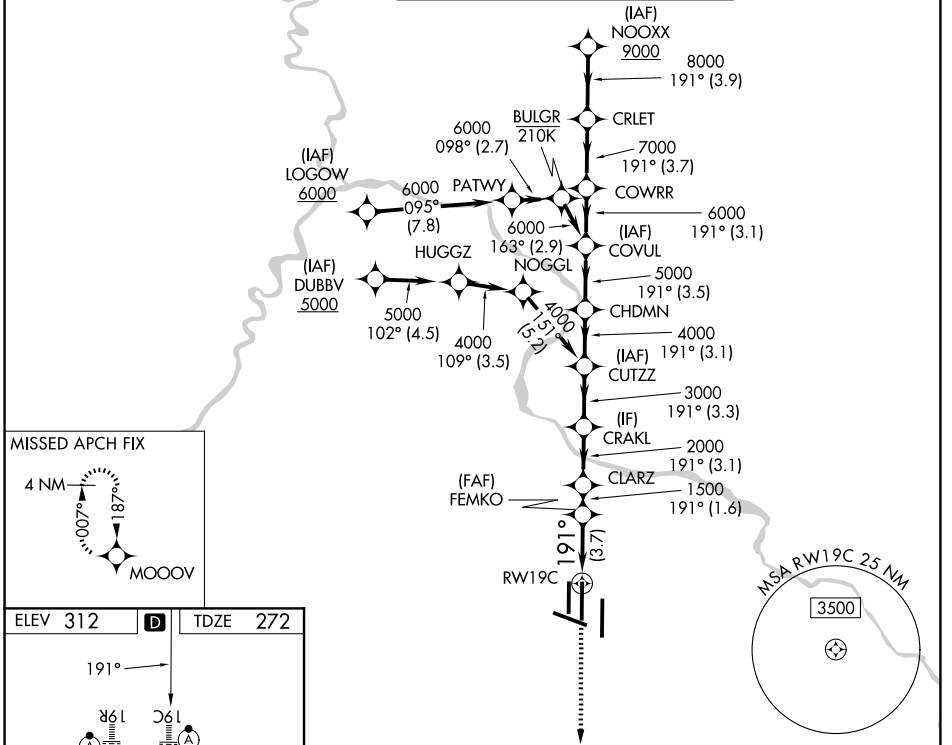 (IAF)
NOOXX
9000
8000
191° (3.9)
CRLET
BULGR
210K
6000
098° (2.7)
7000
191° (3.7)
(IAF)
LOGOW
6000
6000
095°
(7.8)
PATWY
COWRR
6000
191° (3.1)
6000
163° (2.9)
(IAF)
COVUL
HUGGZ
NOGGL
(IAF)
DUBBV
5000
5000
191° (3.5)
CHDMN
5000
102° (4.5)
4000
109° (3.5)
4000
151°
(5.2)
4000
191° (3.1)
(IAF)
CUTZZ
3000
191° (3.3)
(IF)
CRAKL
2000
191° (3.1)
CLARZ
(FAF)
FEMKO
1500
191° (1.6)
191°
(3.7)
RW19C
MISSED APCH FIX
4 NM
007°
187°
MOOOV
MSA RW19C 25 NM
3500
ELEV 312
D
TDZE 272
191°
19R
19C
A
A